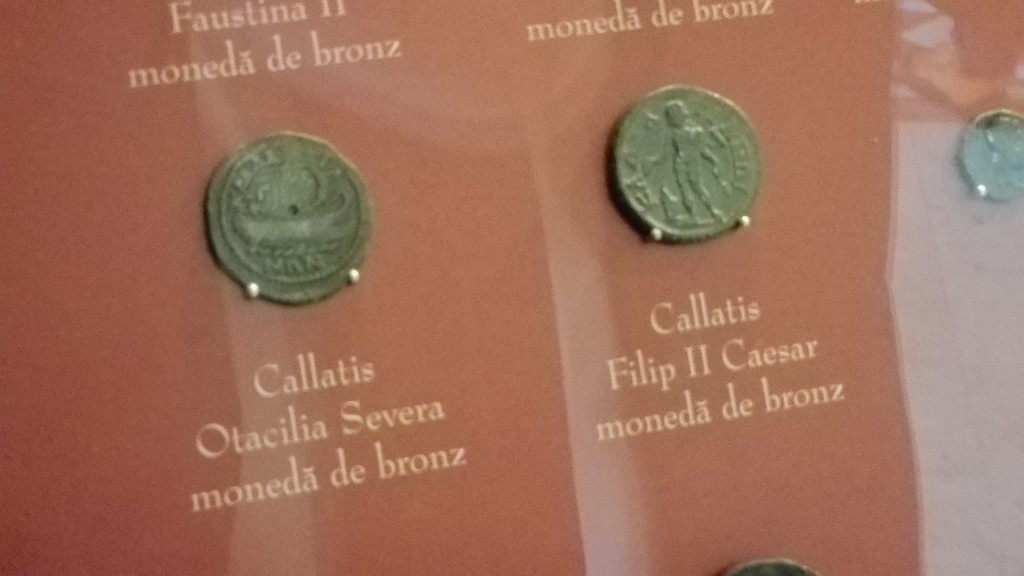 Faustina II
monedă de bronz
monedă de bronz
Callatis
Otacilia Severa
monedă de bronz
Callatis
Filip II Caesar
monedă de bronz